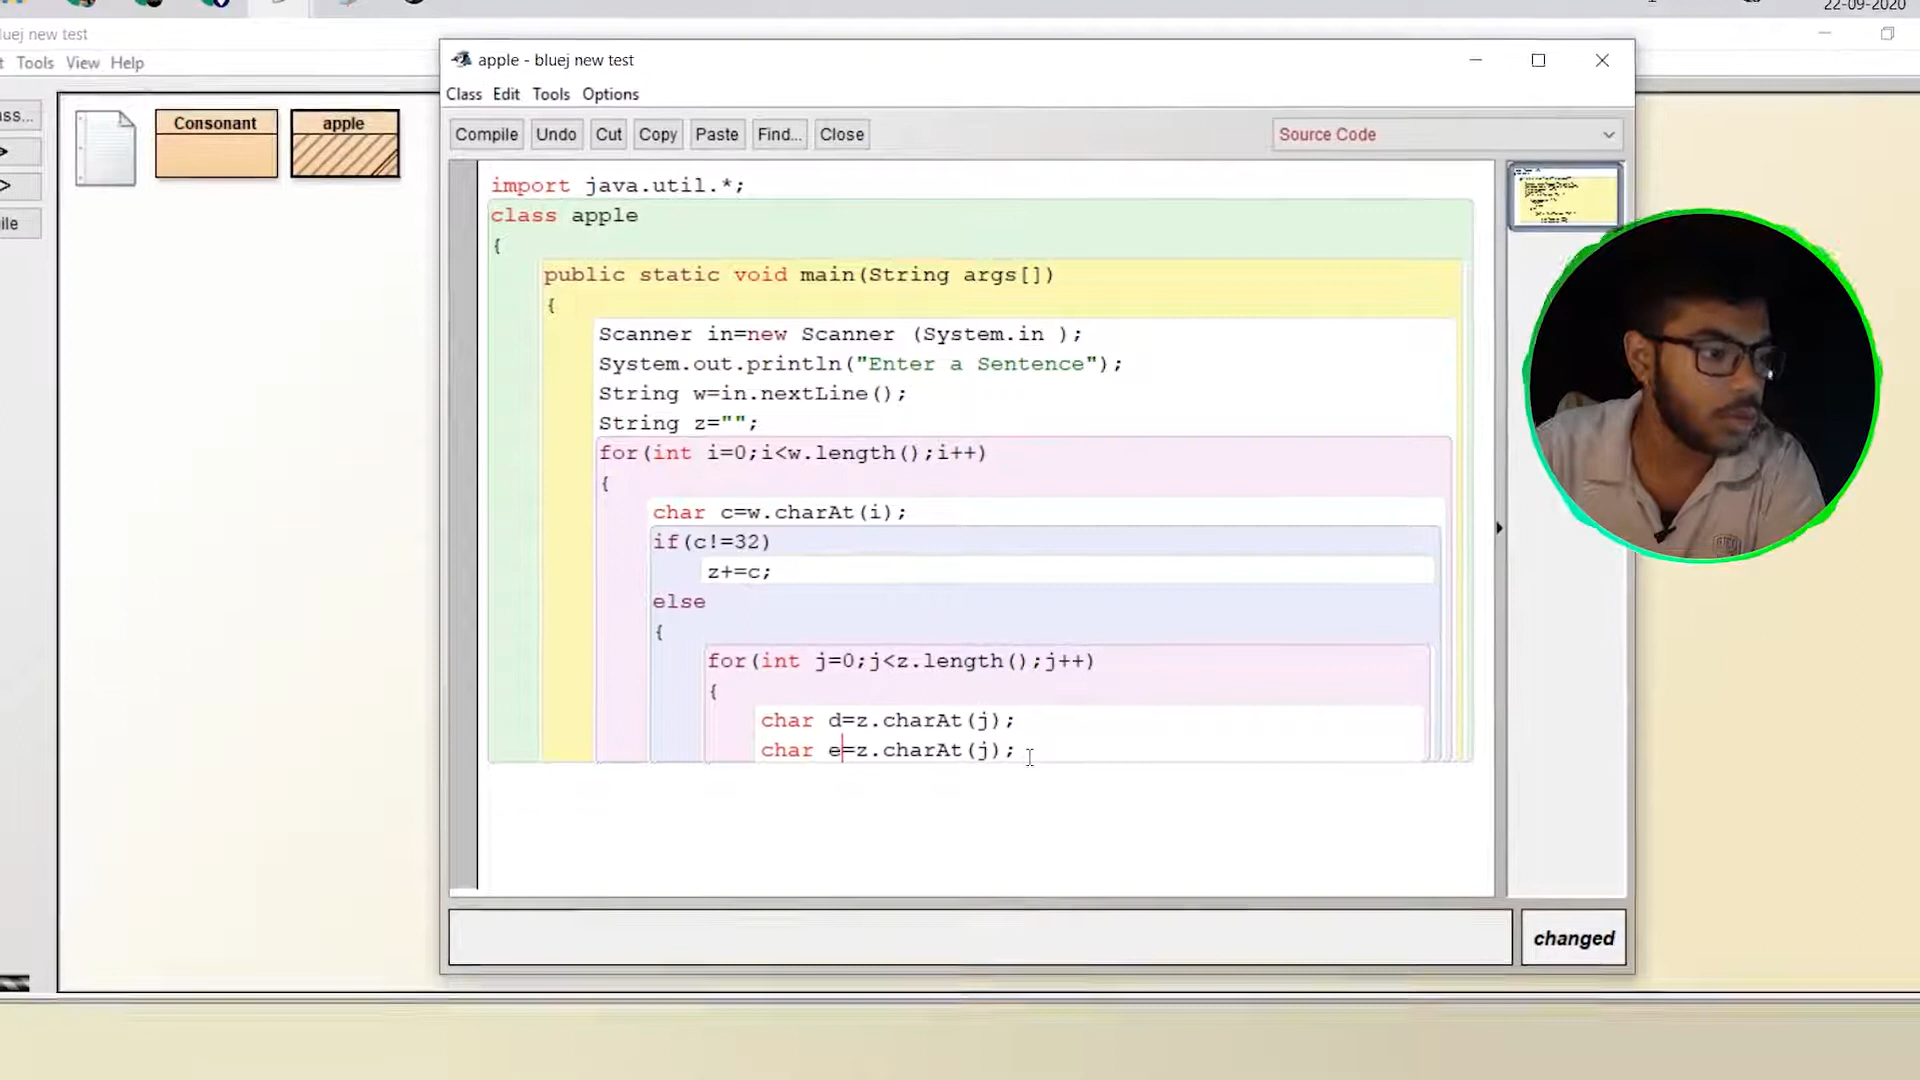 22-09-2020
luej new test
t Tools View Help
ass...
ile
Consonant
apple
apple - bluej new test
Class Edit Tools Options
Compile Undo Cut Copy Paste Find... Close
Source Code
import java.util.*;
class apple
{
public static void main(String args[])
{
Scanner in=new Scanner (System.in );
System.out.println("Enter a Sentence");
String w=in.nextLine();
String z="";
for(int i=0;i<w.length();i++)
{
char c=w.charAt(i);
if(c!=32)
z+=c;
else
{
for(int j=0;j<z.length();j++)
{
char d=z.charAt(j);
char e=z.charAt(j);
changed